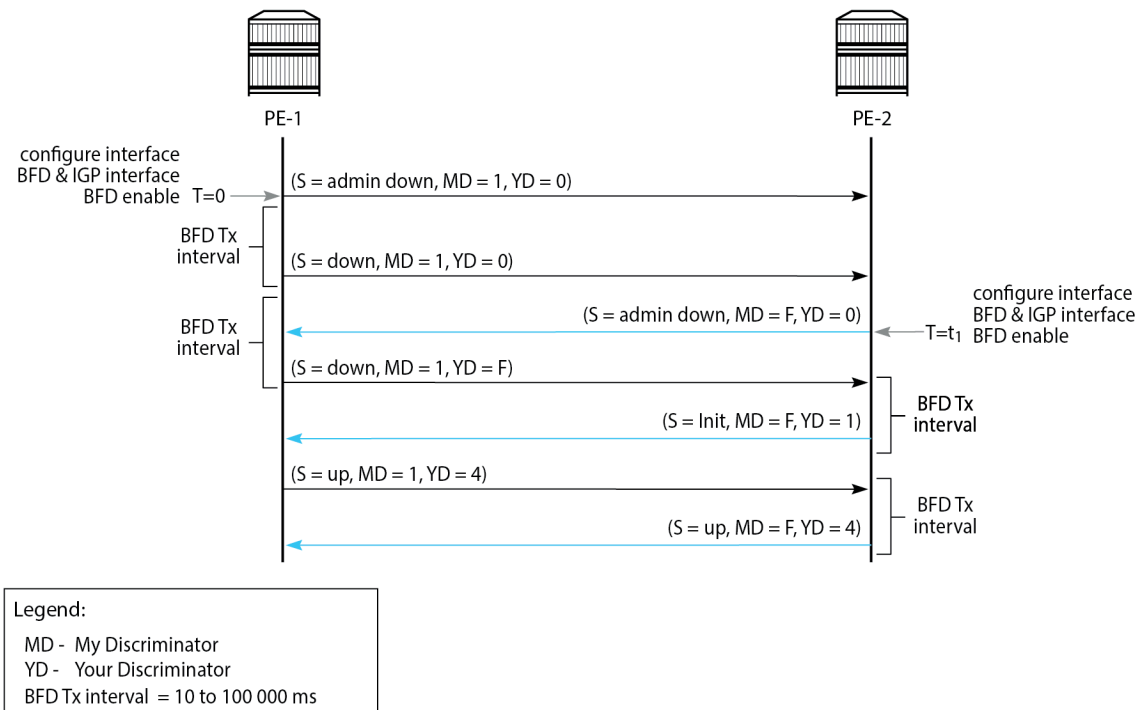 PE-1
PE-2
configure interface
BFD & IGP interface
BFD enable T=0
(S = admin down, MD = 1, YD = 0)
BFD Tx
interval
(S = down, MD = 1, YD = 0)
configure interface
BFD & IGP interface
T=t1 BFD enable
(S = admin down, MD = F, YD = 0)
BFD Tx
interval
(S = down, MD = 1, YD = F)
BFD Tx
interval
(S = Init, MD = F, YD = 1)
(S = up, MD = 1, YD = 4)
BFD Tx
interval
(S = up, MD = F, YD = 4)
Legend:
MD - My Discriminator
YD - Your Discriminator
BFD Tx interval = 10 to 100 000 ms